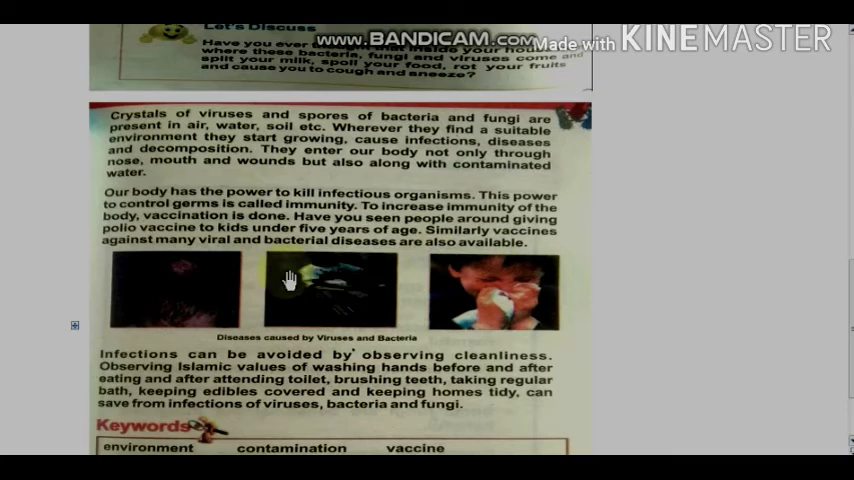 Let's Discuss
www.BANDICAM.com
Made with KINEMASTER
Have you ever that inside your
where these bacteria, fungi and viruses come and
split your milk, spoil your food, rot your fruits
and cause you to cough and sneeze?
Crystals of viruses and spores of bacteria and fungi are
present in air, water, soil etc. Wherever they find a suitable
environment they start growing, cause infections, diseases
and decomposition. They enter our body not only through
nose, mouth and wounds but also along with contaminated
water.
Our body has the power to kill infectious organisms. This power
to control germs is called immunity. To increase immunity of the
body, vaccination is done. Have you seen people around giving
polio vaccine to kids under five years of age. Similarly vaccines
against many viral and bacterial diseases are also available.
Diseases caused by Viruses and Bacteria
Infections can be avoided by observing cleanliness.
Observing Islamic values of washing hands before and after
eating and after attending toilet, brushing teeth, taking regular
bath, keeping edibles covered and keeping homes tidy, can
save from infections of viruses, bacteria and fungi.
Keywords
environment contamination vaccine